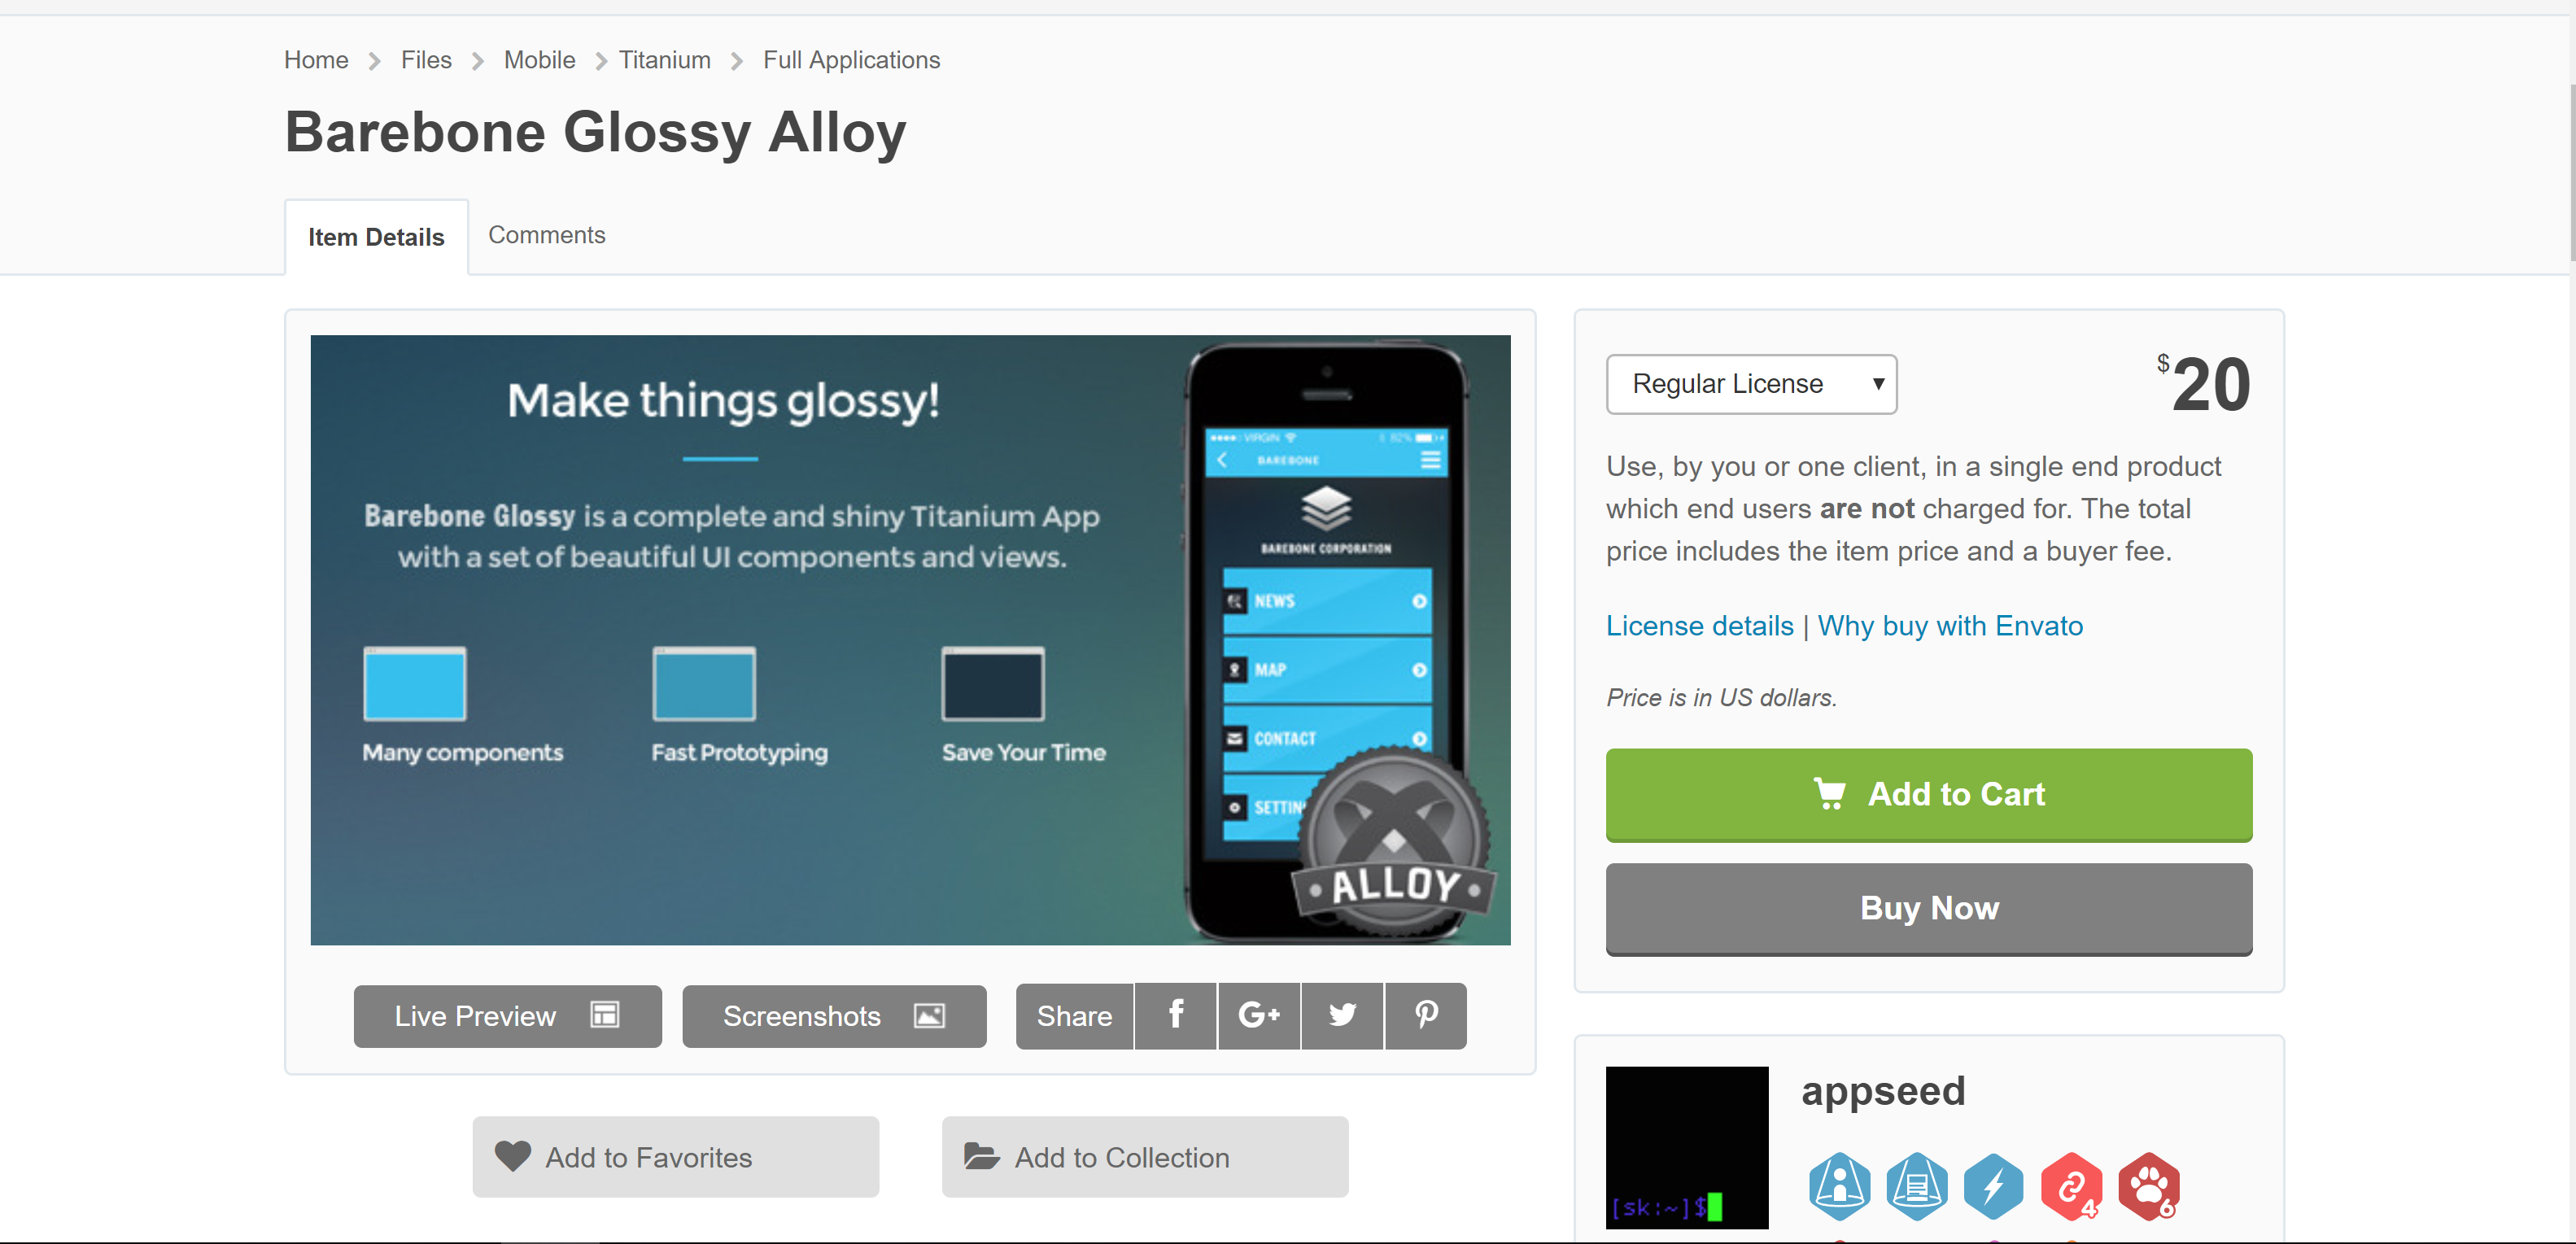 Home Files Mobile Titanium Full Applications
Barebone Glossy Alloy
Item Details Comments
Make things glossy!
Barebone Glossy is a complete and shiny Titanium App
with a set of beautiful UI components and views.
Many components Fast Prototyping Save Your Time
VIRGIN 82%
BAREBONE
BAREBONE CORPORATION
NEWS
MAP
CONTACT
SETTIN
ALLOY
Live Preview Screenshots Share f G+
Add to Favorites Add to Collection
Regular License $20
Use, by you or one client, in a single end product
which end users are not charged for. The total
price includes the item price and a buyer fee.
License details | Why buy with Envato
Price is in US dollars.
Add to Cart
Buy Now
appseed
[sk:~]$
4 6